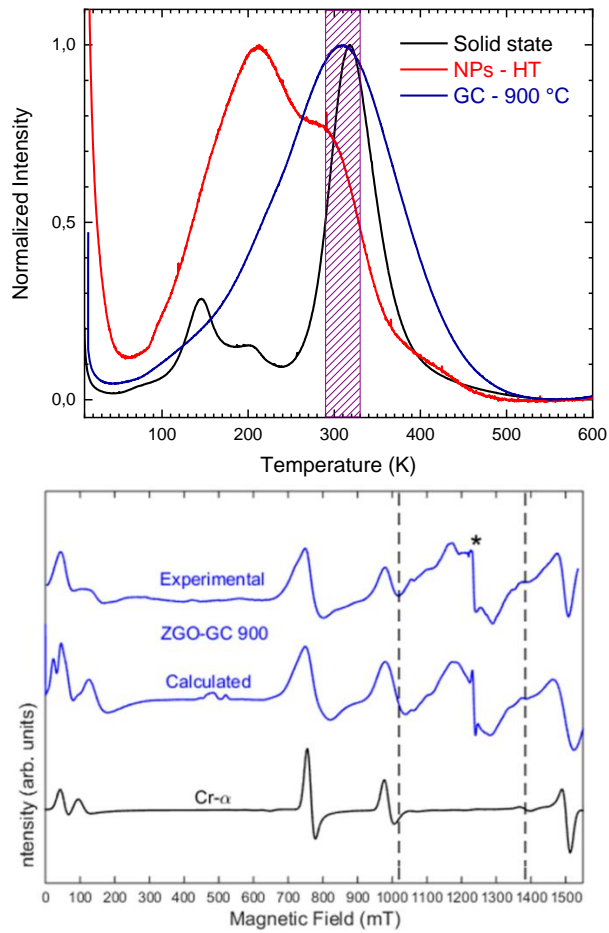 1,0
0,5
0,0
Normalized Intensity
Solid state
NPs - HT
GC - 900 °C
100 200 300 400 500 600
Temperature (K)
*
Experimental
ZGO-GC 900
Calculated
Cr-α
ntensity (arb. units)
0 100 200 300 400 500 600 700 800 900 1000 1100 1200 1300 1400 1500
Magnetic Field (mT)